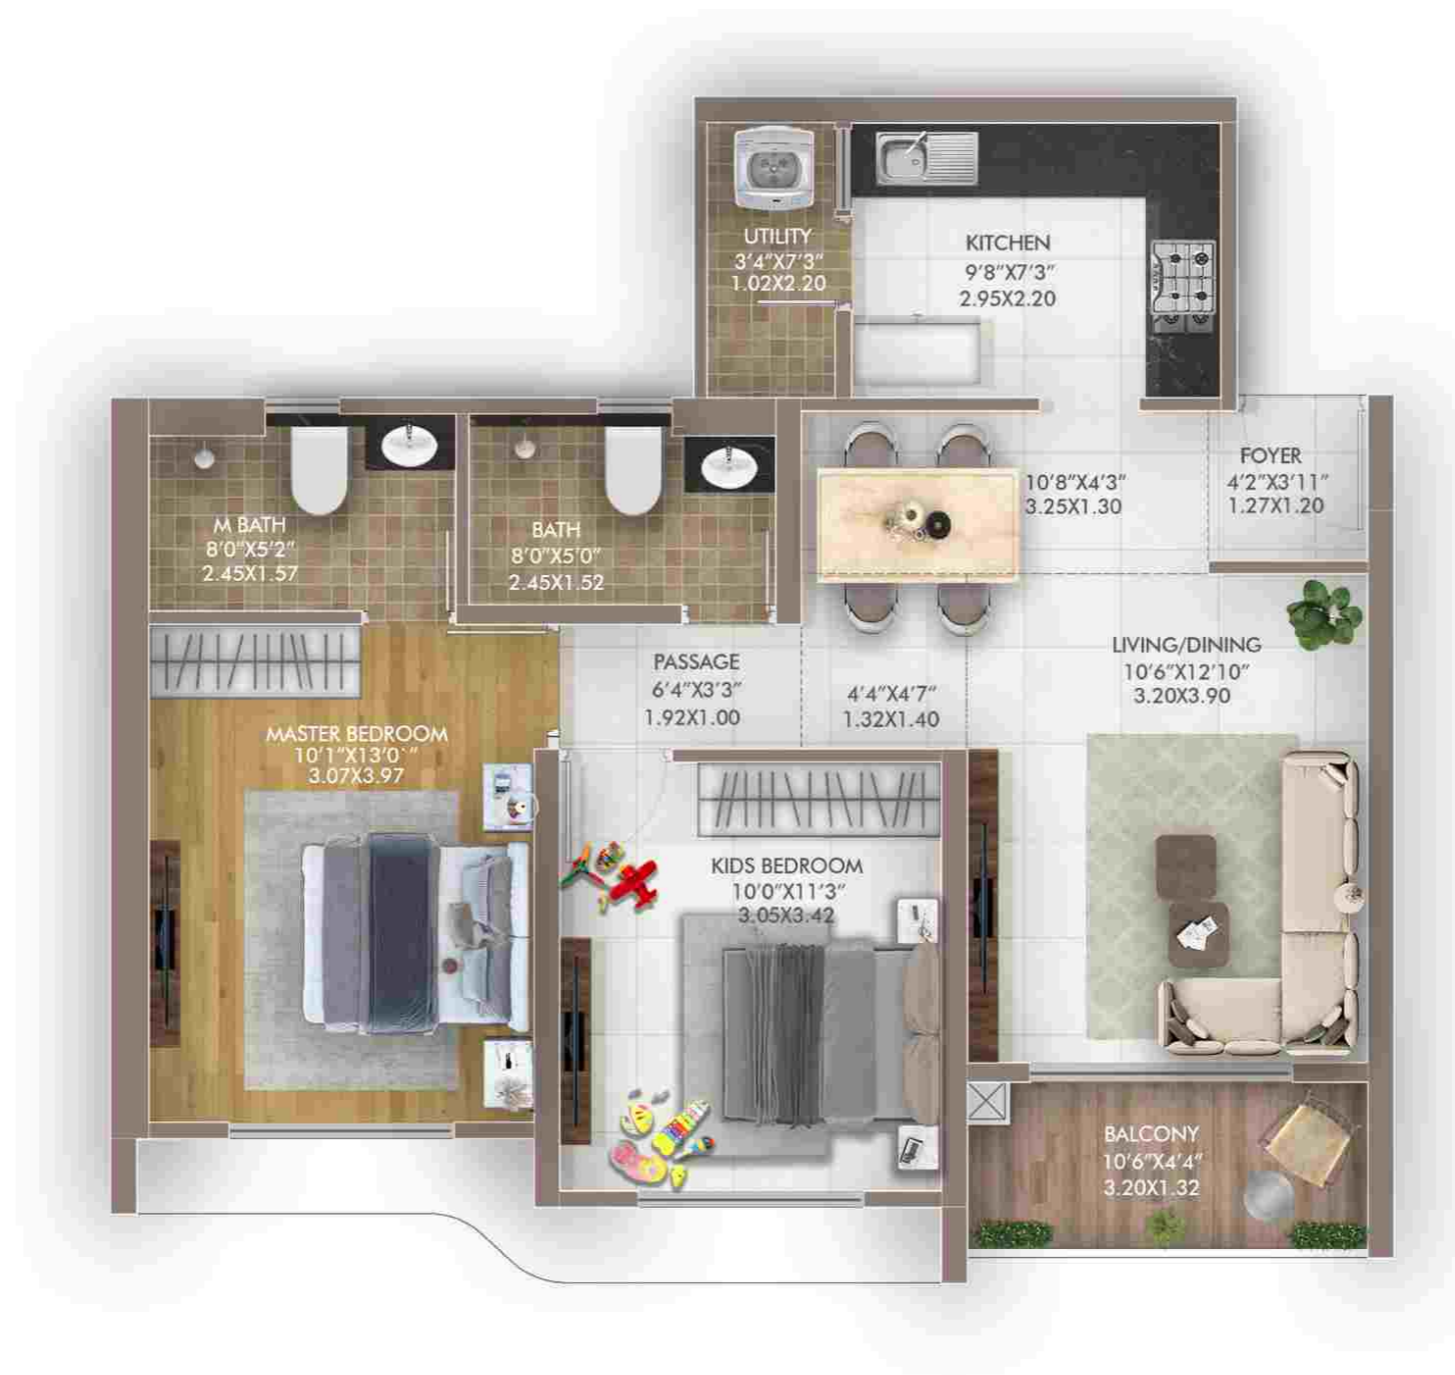 UTILITY
3'4"X7'3"
1.02X2.20
KITCHEN
9'8"X7'3"
2.95X2.20
FOYER
4'2"X3'11"
1.27X1.20
10'8"X4'3"
3.25X1.30
M BATH
8'0"X5'2"
2.45X1.57
BATH
8'0"X5'0"
2.45X1.52
LIVING/DINING
10'6"X12'10"
3.20X3.90
PASSAGE
6'4"X3'3"
1.92X1.00
4'4"X4'7"
1.32X1.40
MASTER BEDROOM
10'1"X13'0`"
3.07X3.97
KIDS BEDROOM
10'0"X11'3"
3.05X3.42
BALCONY
10'6"X4'4"
3.20X1.32